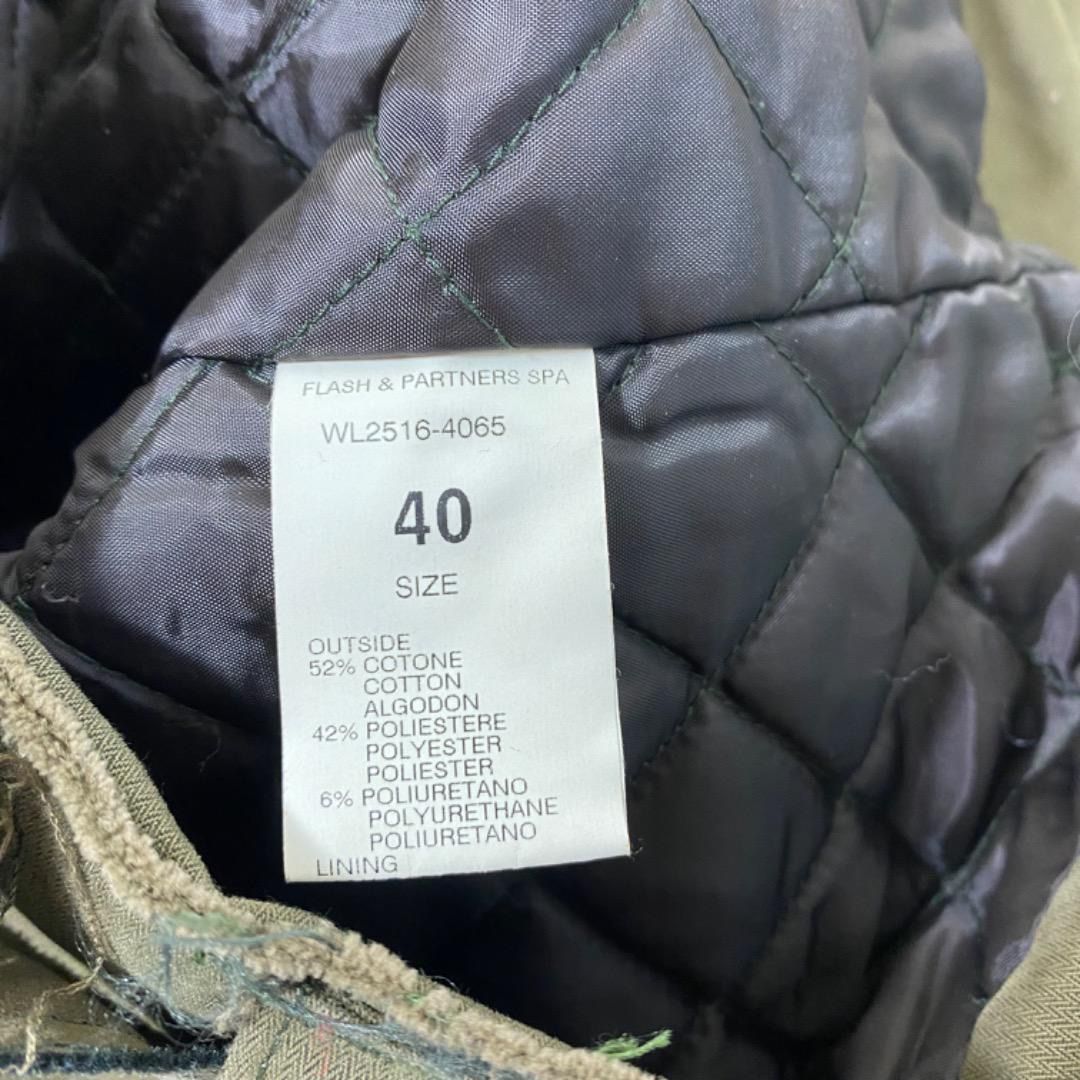 FLASH & PARTNERS SPA
WL2516-4065
40
SIZE
OUTSIDE
52% COTONE
COTTON
ALGODON
42% POLIESTERE
POLYESTER
POLIESTER
6% POLIURETANO
POLYURETHANE
POLIURETANO
LINING